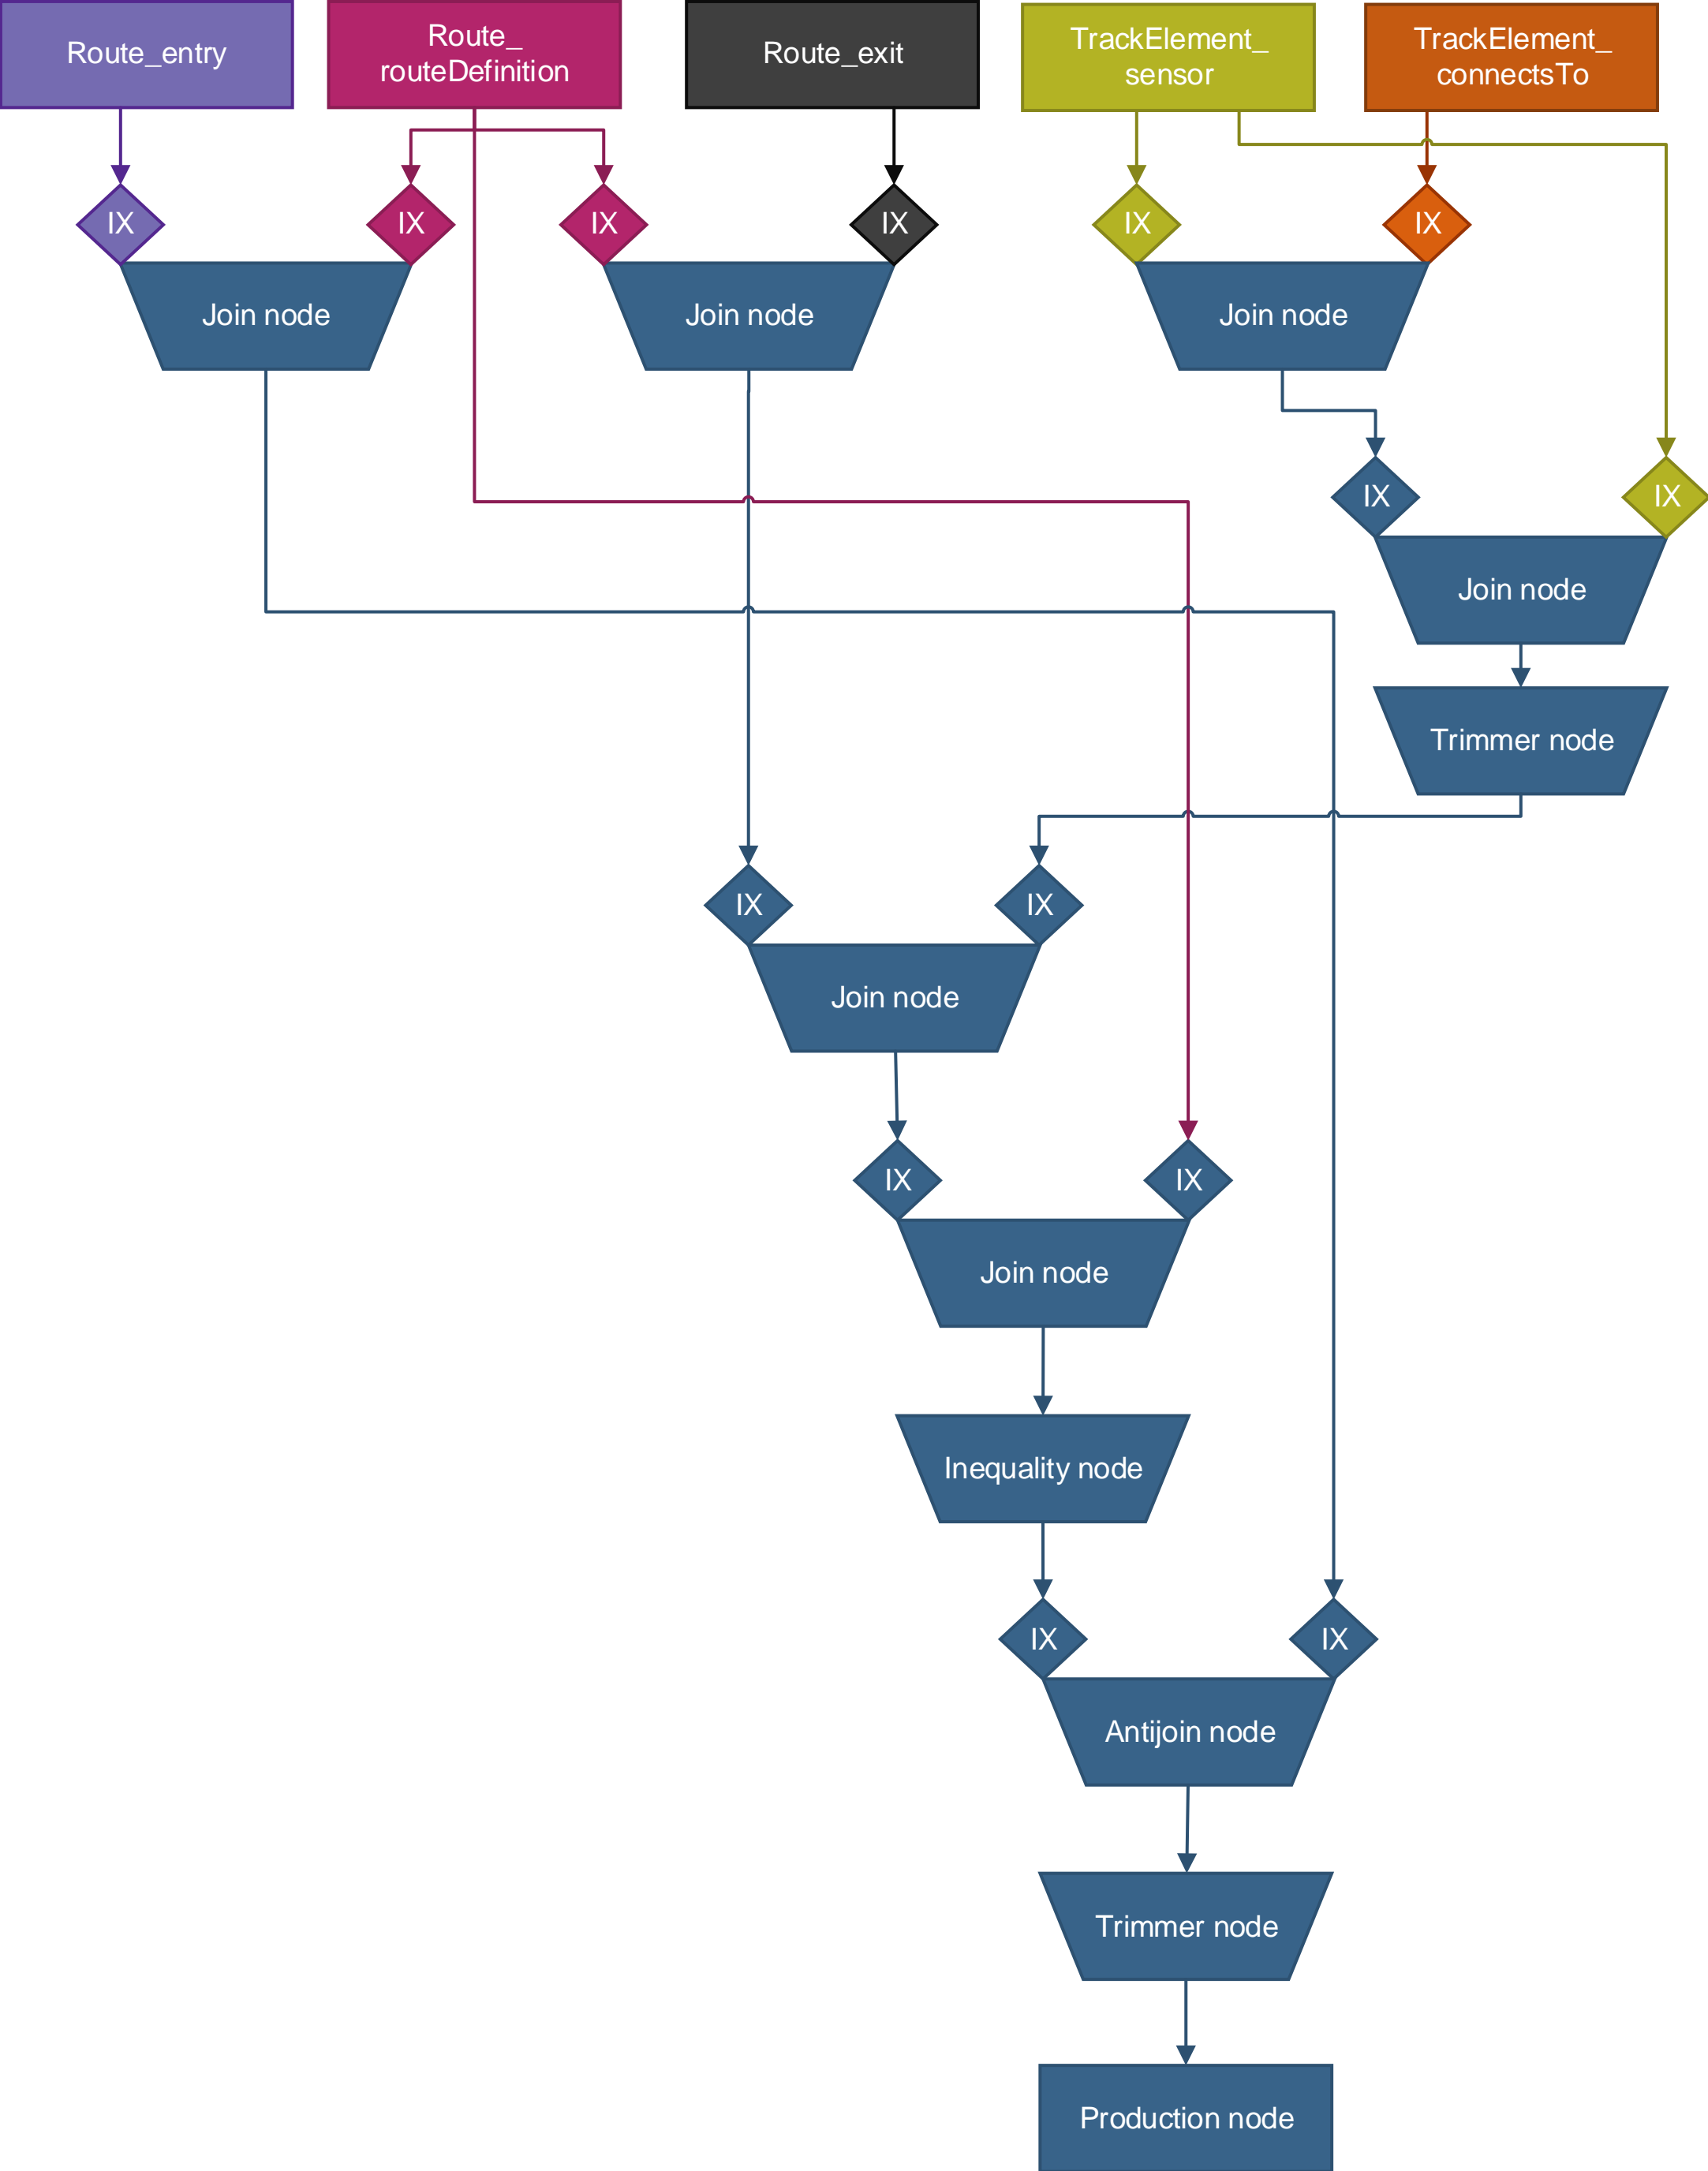 Route_entry
Route_
routeDefinition
Route_exit
TrackElement_
sensor
TrackElement_
connectsTo
IX
IX
IX
IX
IX
IX
Join node
Join node
Join node
IX
IX
Join node
Trimmer node
IX
IX
Join node
IX
IX
Join node
Inequality node
IX
IX
Antijoin node
Trimmer node
Production node